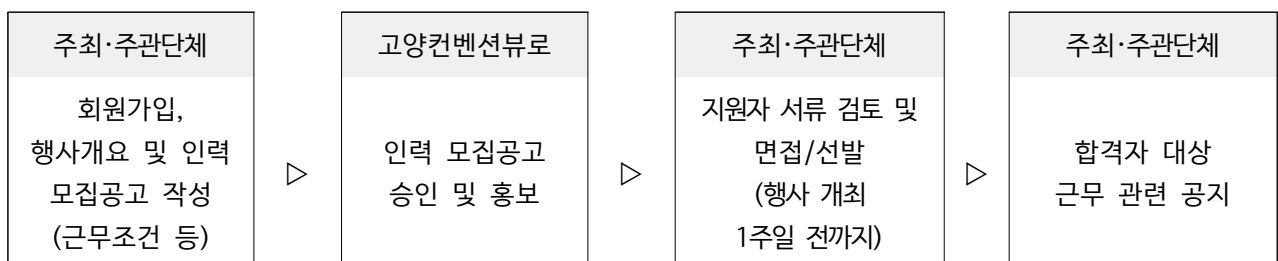 주최·주관단체
회원가입,
행사개요 및 인력
모집공고 작성
(근무조건 등)
▷
고양컨벤션뷰로
인력 모집공고
승인 및 홍보
▷
주최·주관단체
지원자 서류 검토 및
면접/선발
(행사 개최
1주일 전까지)
▷
주최·주관단체
합격자 대상
근무 관련 공지